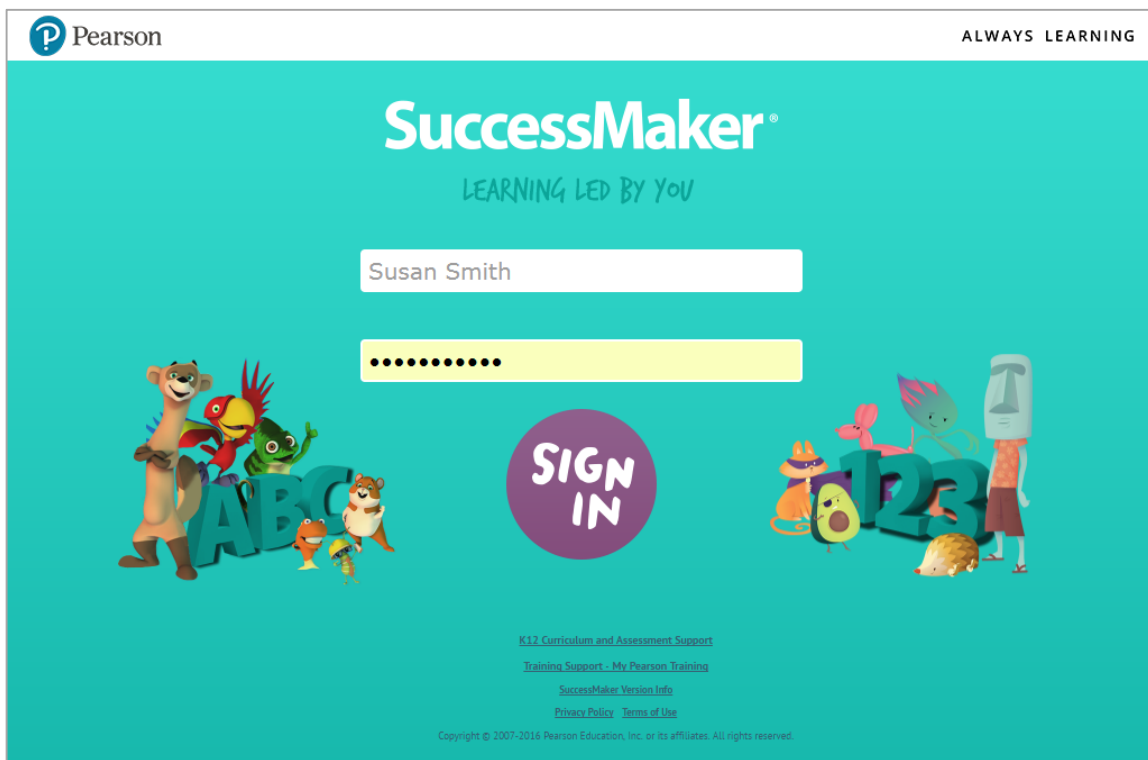 Pearson
ALWAYS LEARNING
SuccessMaker®
LEARNING LED BY YOU
Susan Smith
•••••••••••
SIGN
IN
ABC
123
K12 Curriculum and Assessment Support
Training Support - My Pearson Training
SuccessMaker Version Info
Privacy Policy Terms of Use
Copyright © 2007-2016 Pearson Education, Inc. or its affiliates. All rights reserved.